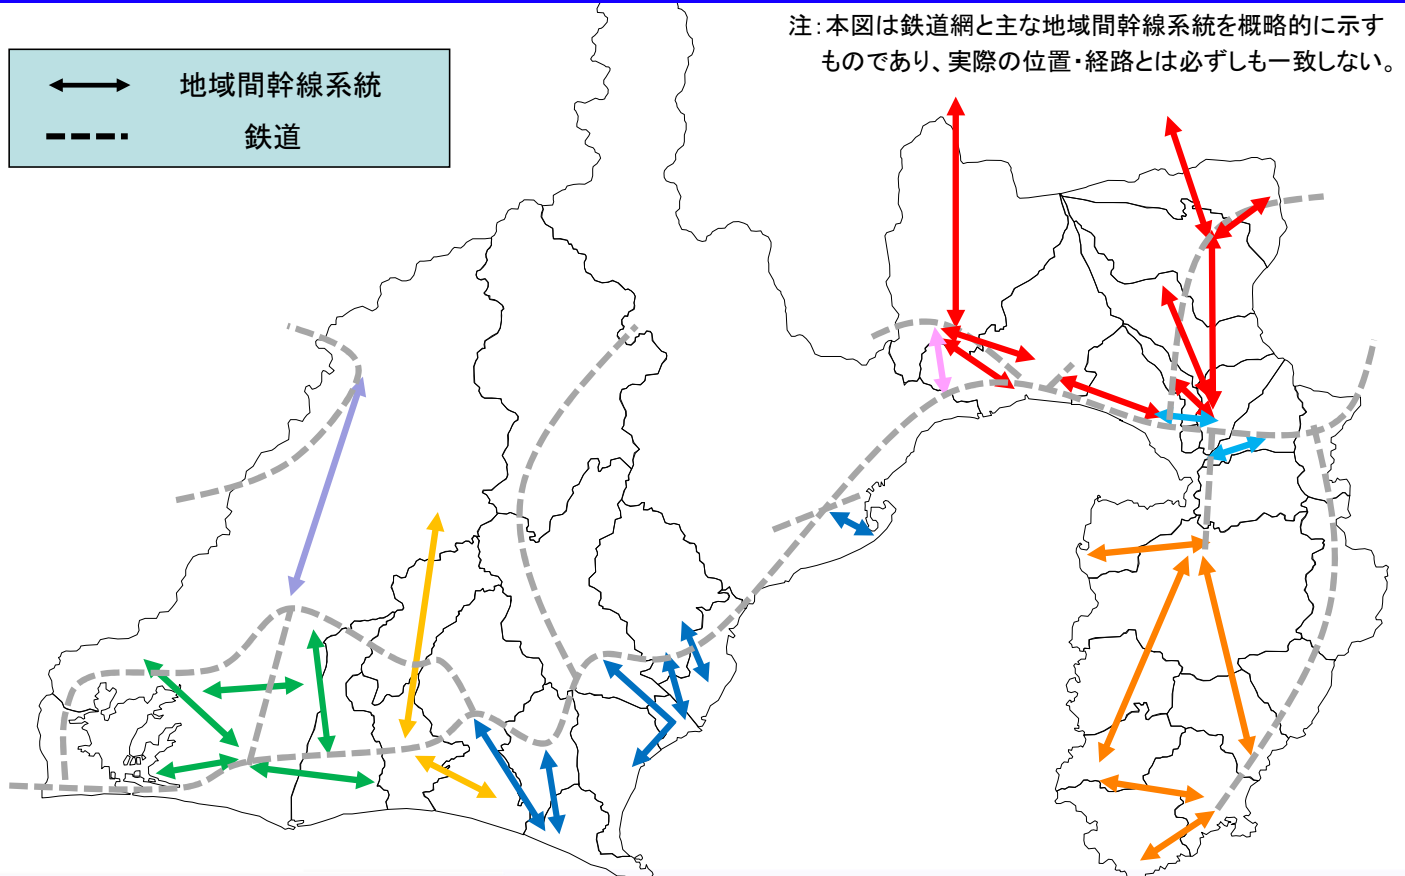 注：本図は鉄道網と主な地域間幹線系統を概略的に示す
ものであり、実際の位置・経路とは必ずしも一致しない。
地域間幹線系統
鉄道